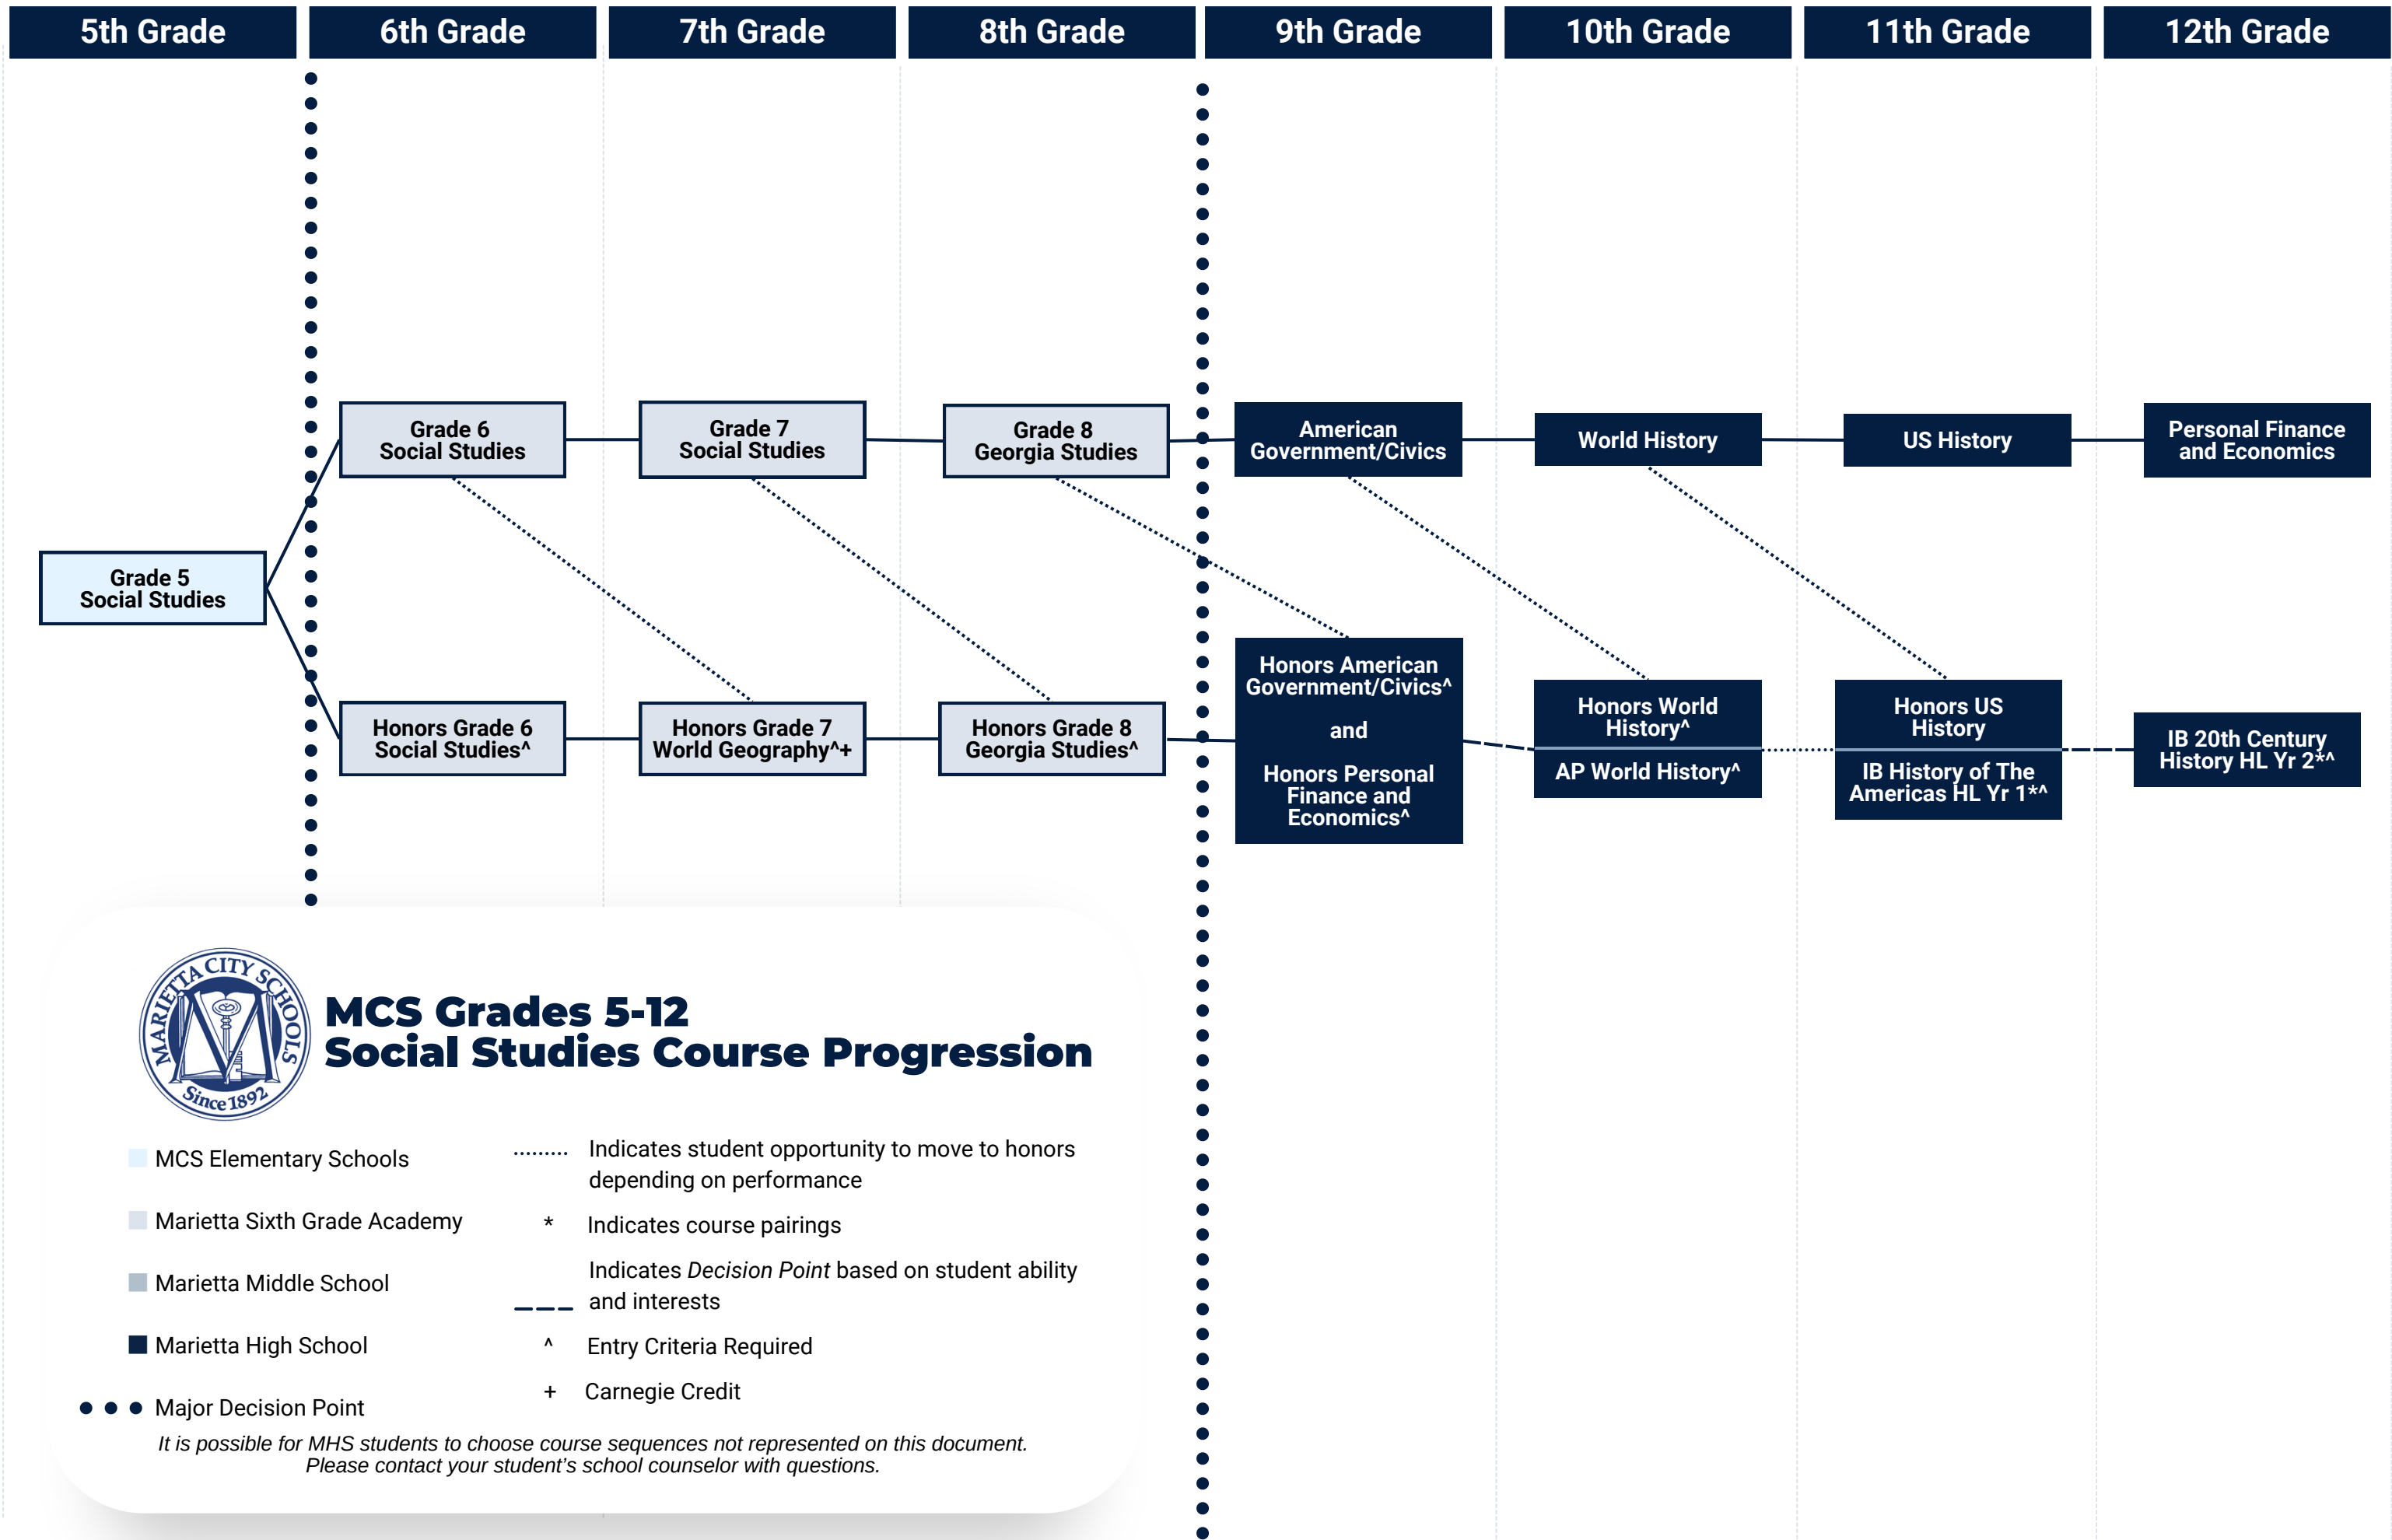 5th Grade
6th Grade
7th Grade
8th Grade
9th Grade
10th Grade
11th Grade
12th Grade
Grade 5
Social Studies
Grade 6
Social Studies
Grade 7
Social Studies
Grade 8
Georgia Studies
American
Government/Civics
World History
US History
Personal Finance
and Economics
Honors Grade 6
Social Studies^
Honors Grade 7
World Geography^+
Honors Grade 8
Georgia Studies^
Honors American
Government/Civics^
and
Honors Personal
Finance and
Economics^
Honors World
History^
AP World History^
Honors US
History
IB History of The
Americas HL Yr 1*^
IB 20th Century
History HL Yr 2*^
MARIETTA CITY SCHOOLS
Since 1892
MCS Grades 5-12
Social Studies Course Progression
MCS Elementary Schools
Marietta Sixth Grade Academy
Marietta Middle School
Marietta High School
Major Decision Point
Indicates student opportunity to move to honors
depending on performance
* Indicates course pairings
Indicates Decision Point based on student ability
and interests
^ Entry Criteria Required
+ Carnegie Credit
It is possible for MHS students to choose course sequences not represented on this document.
Please contact your student’s school counselor with questions.